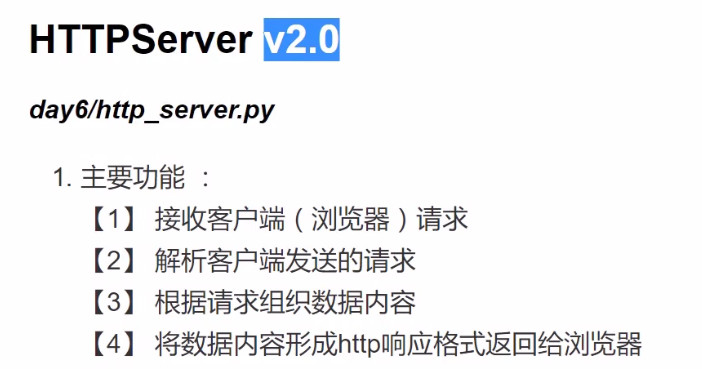 HTTPServer v2.0
day6/http_server.py
1. 主要功能 ：
【1】 接收客户端（浏览器）请求
【2】 解析客户端发送的请求
【3】 根据请求组织数据内容
【4】 将数据内容形成http响应格式返回给浏览器